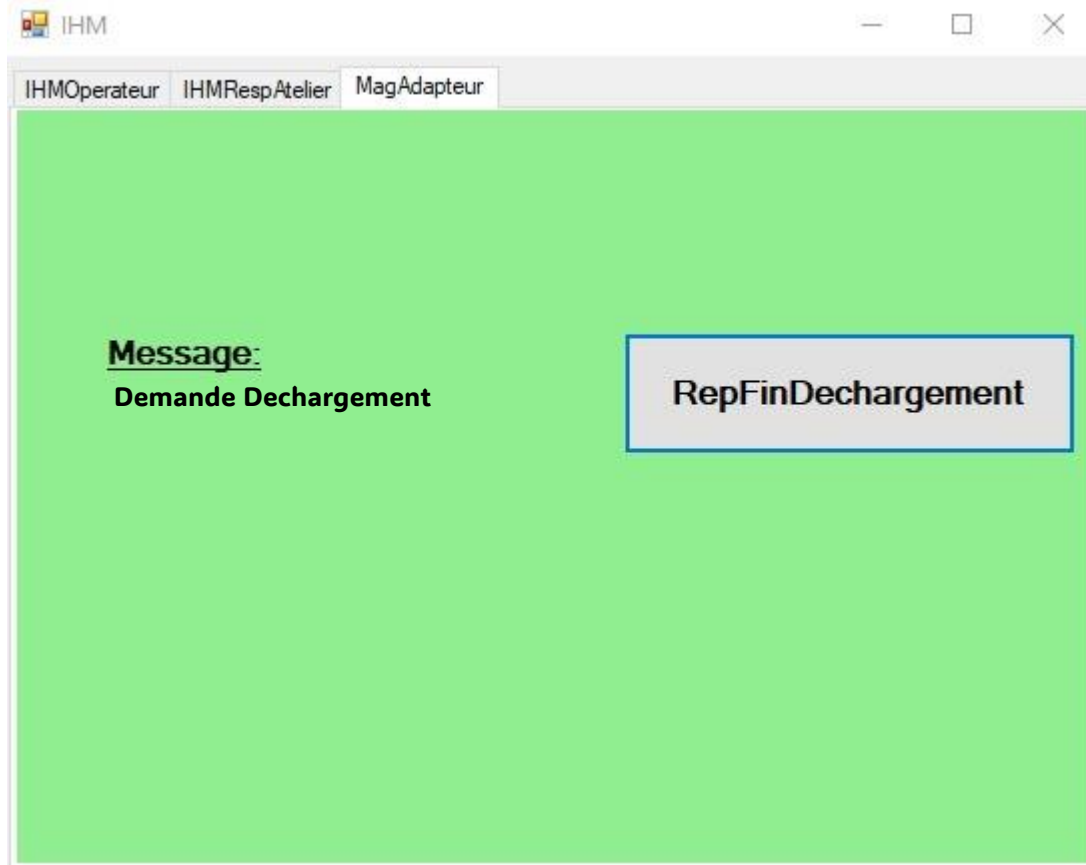 IHM
IHMOperateur IHMRespAtelier MagAdapteur
Message:
Demande Dechargement
RepFinDechargement